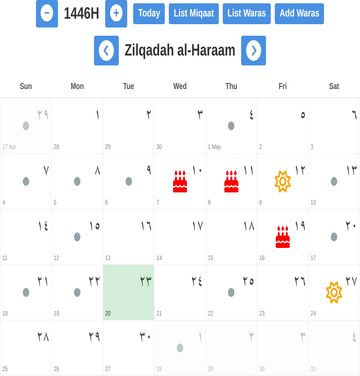 − 1446H + Today List Miqaat List Waras Add Waras
Zilqadah al-Haraam
Sun Mon Tue Wed Thu Fri Sat
٢٩ ١ ٢ ٣ ٤ ٥ ٦
27 Apr 28 29 30 1 May 2 3
٧ ٨ ٩ ١٠ ١١ ١٢ ١٣
4 5 6 7 8 9 10
١٤ ١٥ ١٦ ١٧ ١٨ ١٩ ٢٠
11 12 13 14 15 16 17
٢١ ٢٢ ٢٣ ٢٤ ٢٥ ٢٦ ٢٧
18 19 20 21 22 23 24
٢٨ ٢٩ ٣٠ ١ ٢ ٣ ٤
25 26 27 28 29 30 31